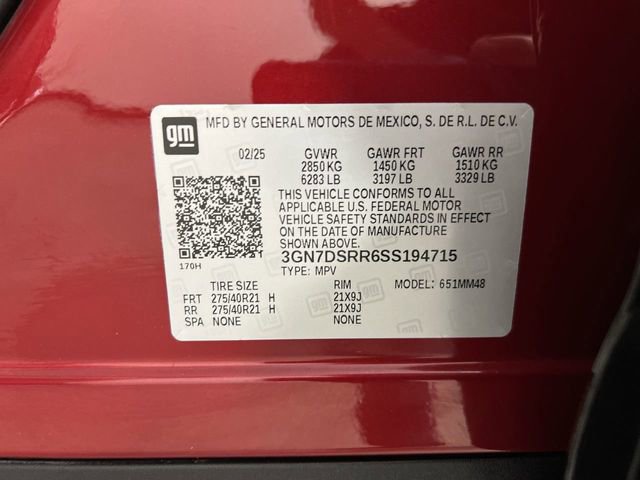 gm MFD BY GENERAL MOTORS DE MEXICO, S. DE R.L. DE C.V.
02/25 GVWR GAWR FRT GAWR RR
2850 KG 1450 KG 1510 KG
6283 LB 3197 LB 3329 LB
THIS VEHICLE CONFORMS TO ALL
APPLICABLE U.S. FEDERAL MOTOR
VEHICLE SAFETY STANDARDS IN EFFECT
ON THE DATE OF MANUFACTURE
SHOWN ABOVE.
170H 3GN7DSRR6SS194715
TYPE: MPV MODEL: 651MM48
TIRE SIZE RIM
FRT 275/40R21 H 21X9J
RR 275/40R21 H 21X9J
SPA NONE NONE